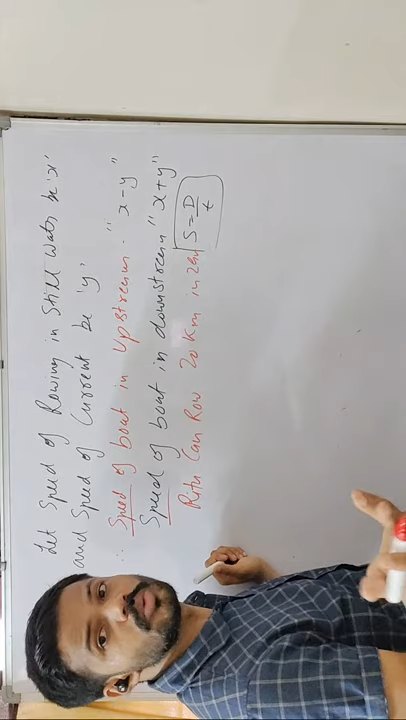 Let Speed of Rowing in Still water be 'x'
and Speed of Current be 'y'
∴ Speed of boat in upstream - "x-y"
Speed of boat in downstream "x+y"
Ritu Can Row 20 km in 2
S = D/t